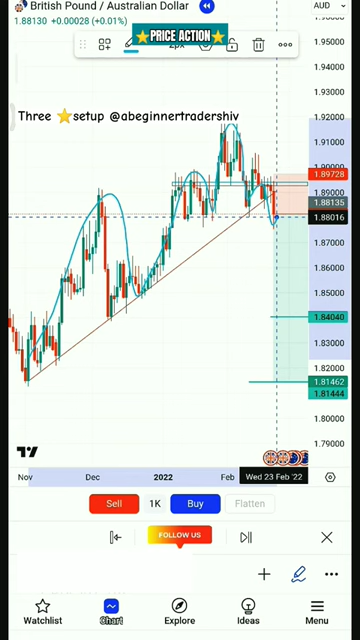 British Pound / Australian Dollar
AUD
1.88130 +0.00028 (+0.01%)
⭐PRICE ACTION⭐
2px
1.95000
1.94000
1.93000
1.92000
Three ⭐setup @abeginnertradershiv
1.91000
1.90000
1.89728
1.89000
1.88135
1.88016
1.87000
1.86000
1.85000
1.84040
1.83000
1.82000
1.81462
1.81444
1.80000
1.79000
Nov
Dec
2022
Feb
Wed 23 Feb '22
Sell
1K
Buy
Flatten
FOLLOW US
Watchlist
Chart
Explore
Ideas
Menu